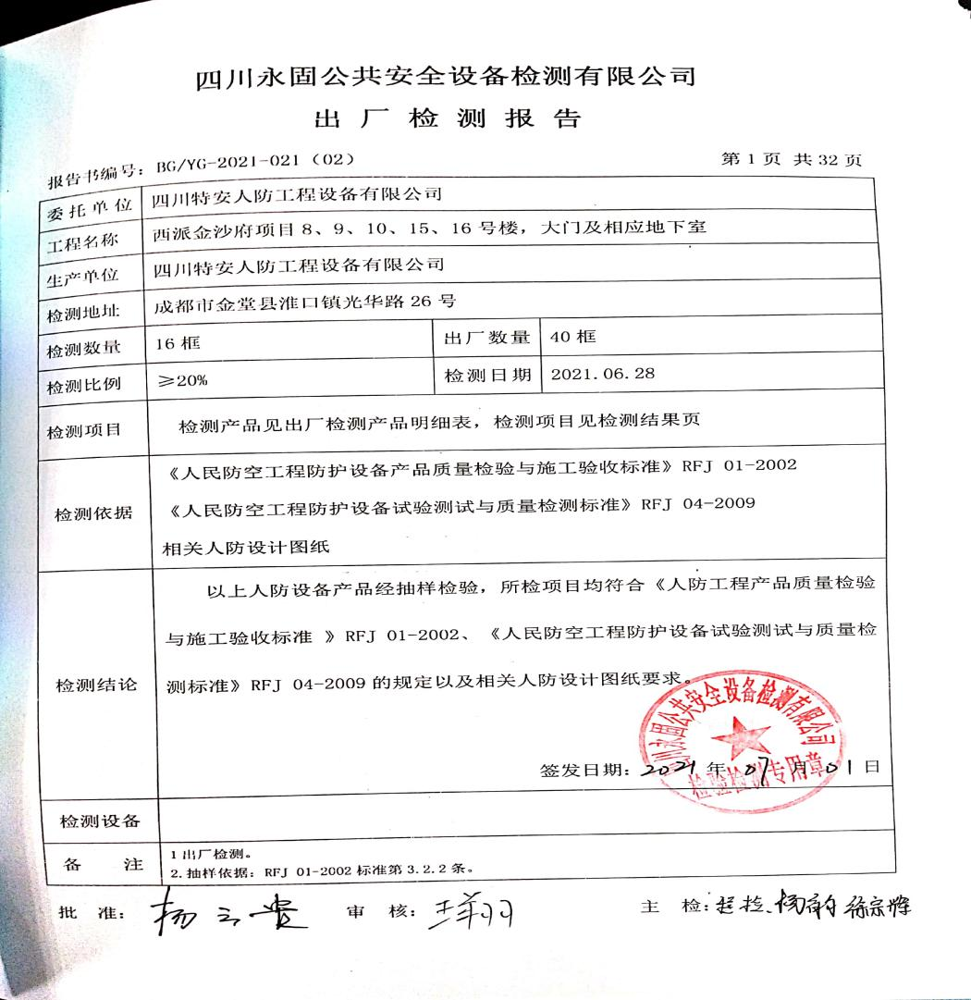 四川永固公共安全设备检测有限公司
出厂检测报告
报告书编号：BG/YG-2021-021（02） 第 1 页 共 32 页
委托单位 四川特安人防工程设备有限公司
工程名称 西派金沙府项目 8、9、10、15、16 号楼，大门及相应地下室
生产单位 四川特安人防工程设备有限公司
检测地址 成都市金堂县淮口镇光华路 26 号
检测数量 16 框 出厂数量 40 框
检测比例 ≥20% 检测日期 2021.06.28
检测项目 检测产品见出厂检测产品明细表，检测项目见检测结果页
检测依据
《人民防空工程防护设备产品质量检验与施工验收标准》RFJ 01-2002
《人民防空工程防护设备试验测试与质量检测标准》RFJ 04-2009
相关人防设计图纸
检测结论
以上人防设备产品经抽样检验，所检项目均符合《人防工程产品质量检验
与施工验收标准 》RFJ 01-2002、《人民防空工程防护设备试验测试与质量检
测标准》RFJ 04-2009 的规定以及相关人防设计图纸要求。
四川永固公共安全设备检测有限公司
检验检测专用章
签发日期：2021 年 07 月 01 日
检测设备
备注
1 出厂检测。
2. 抽样依据：RFJ 01-2002 标准第 3.2.2 条。
批 准： 审 核： 主 检：